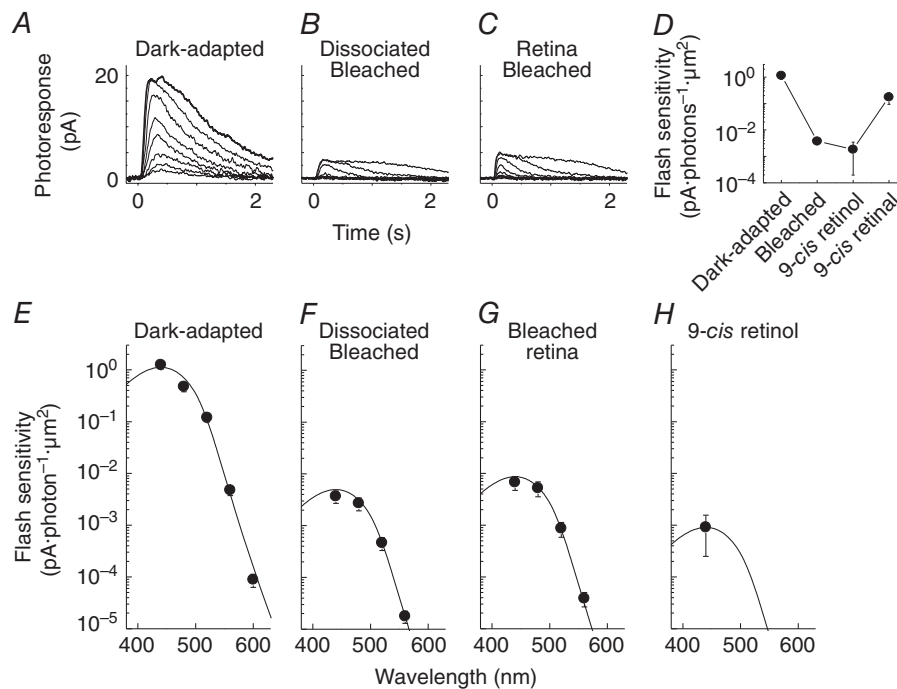 A
Dark-adapted
Photoresponse
(pA)
20
0
0
2
B
Dissociated
Bleached
0
2
C
Retina
Bleached
0
2
Time (s)
D
Flash sensitivity
(pA·photons⁻¹·µm²)
10⁰
10⁻²
10⁻⁴
Dark-adapted
Bleached
9-cis retinol
9-cis retinal
E
Dark-adapted
Flash sensitivity
(pA·photon⁻¹·µm²)
10⁰
10⁻¹
10⁻²
10⁻³
10⁻⁴
10⁻⁵
400 500 600
F
Dissociated
Bleached
400 500 600
G
Bleached
retina
400 500 600
H
9-cis retinol
400 500 600
Wavelength (nm)